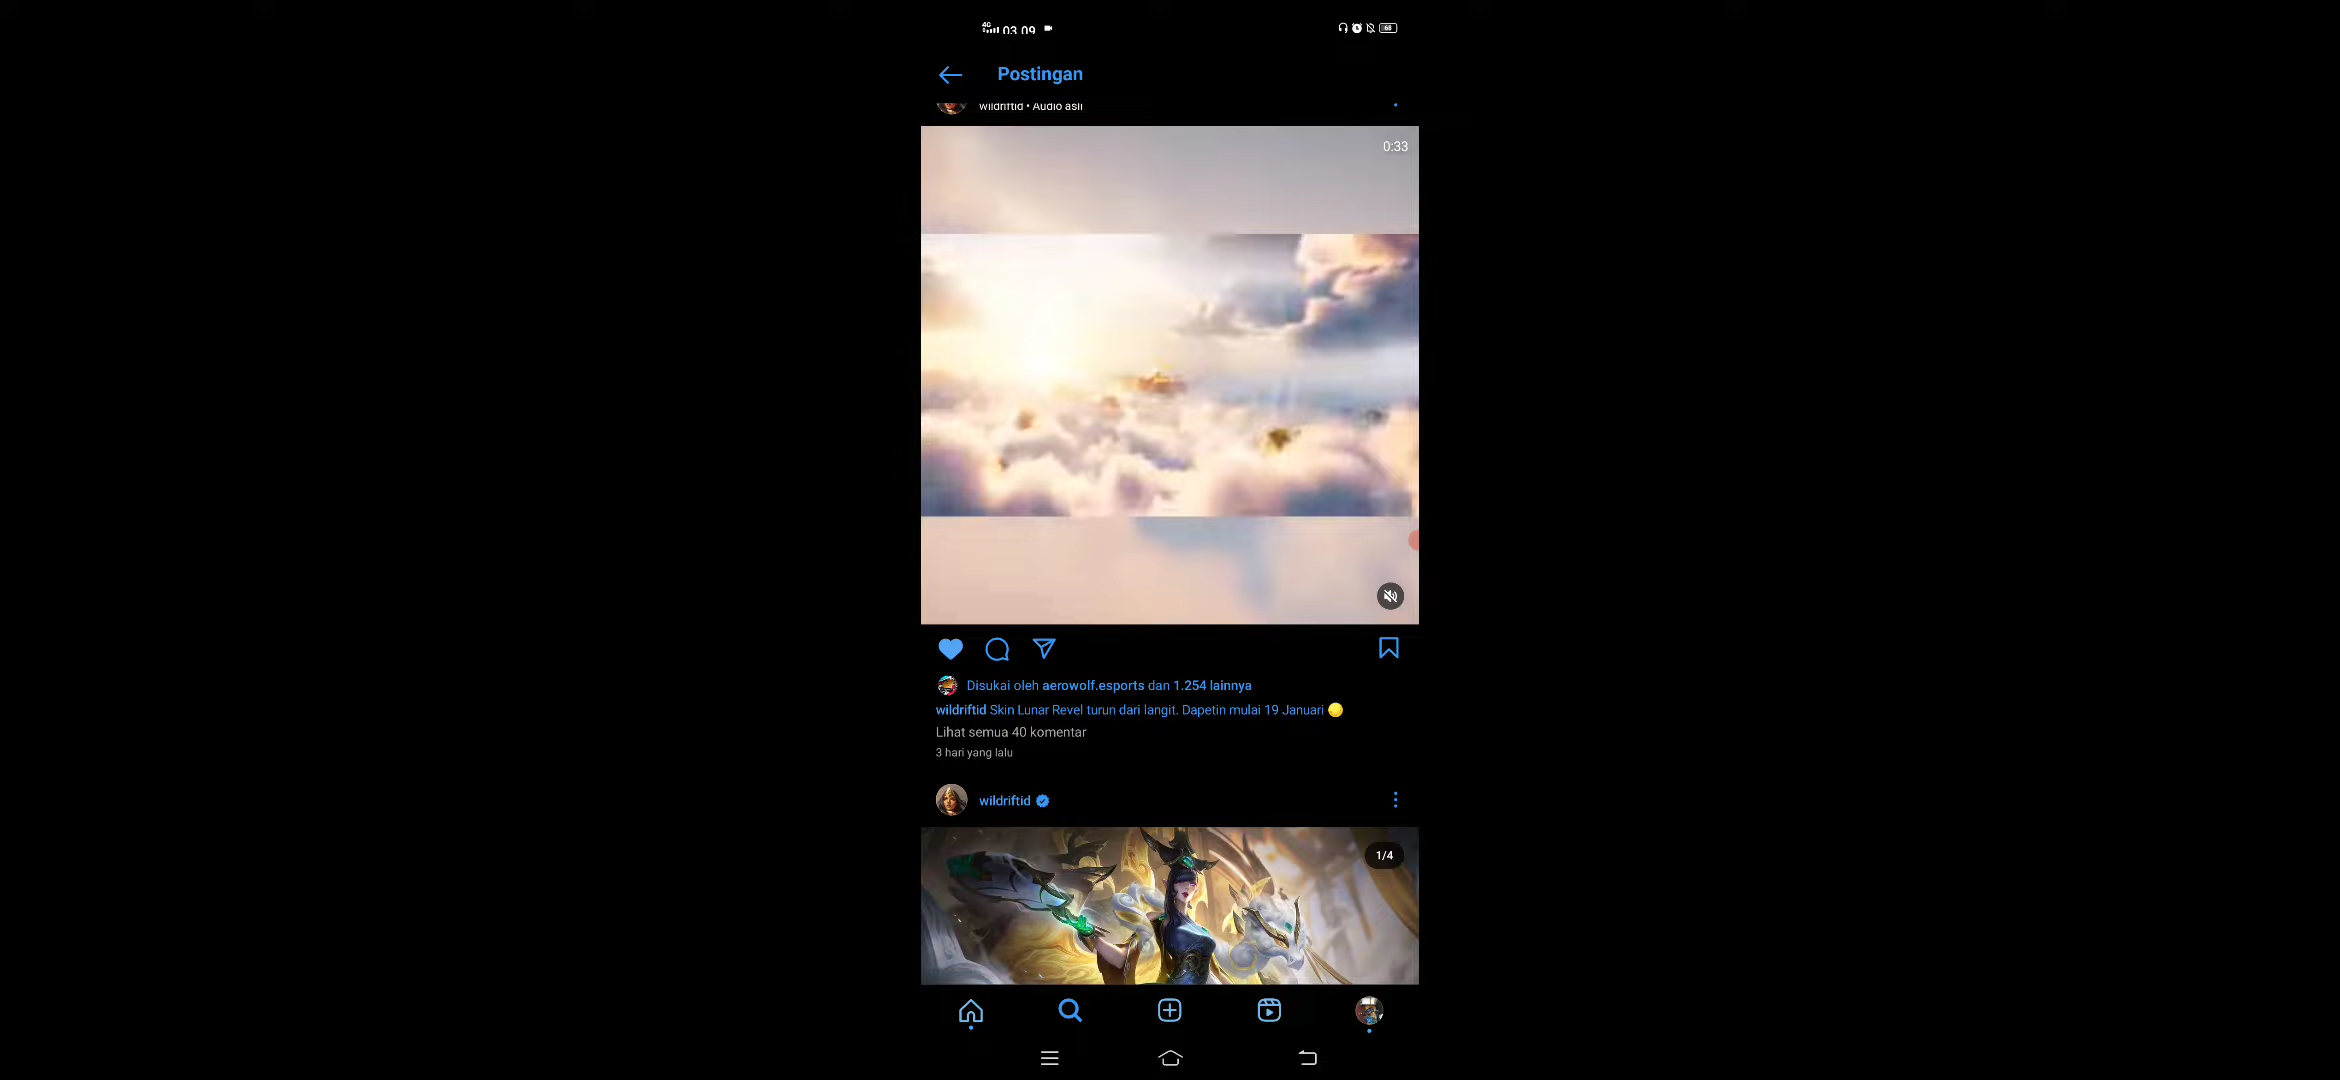 4G 03.09 68
Postingan
wildriftid • Audio asli
0:33
Disukai oleh aerowolf.esports dan 1.254 lainnya
wildriftid Skin Lunar Revel turun dari langit. Dapetin mulai 19 Januari
Lihat semua 40 komentar
3 hari yang lalu
wildriftid
1/4